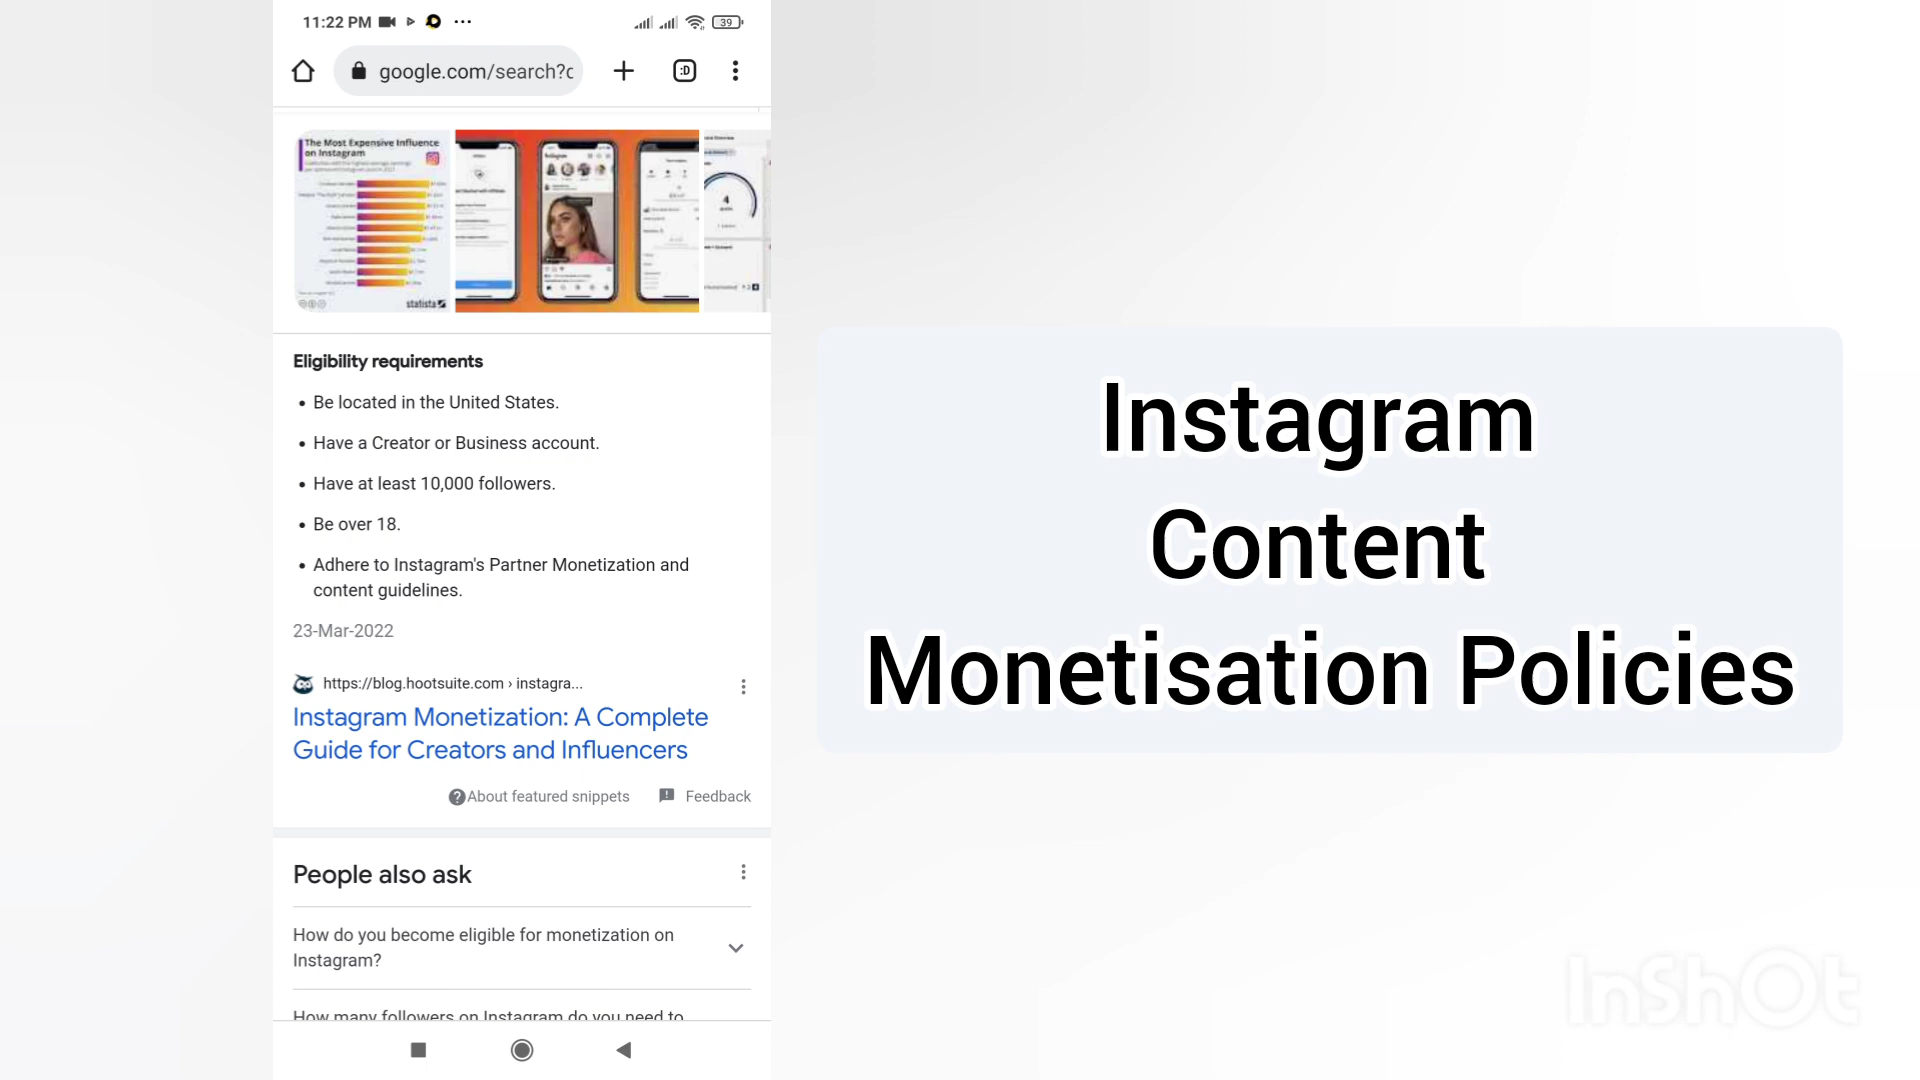 11:22 PM
39
google.com/search?c
:D
The Most Expensive Influence
on Instagram
statista
Instagram
4
Eligibility requirements
Be located in the United States.
Have a Creator or Business account.
Have at least 10,000 followers.
Be over 18.
Adhere to Instagram's Partner Monetization and
content guidelines.
23-Mar-2022
https://blog.hootsuite.com › instagra...
Instagram Monetization: A Complete
Guide for Creators and Influencers
About featured snippets
Feedback
People also ask
How do you become eligible for monetization on
Instagram?
How many followers on Instagram do you need to
Instagram
Content
Monetisation Policies
InShOt